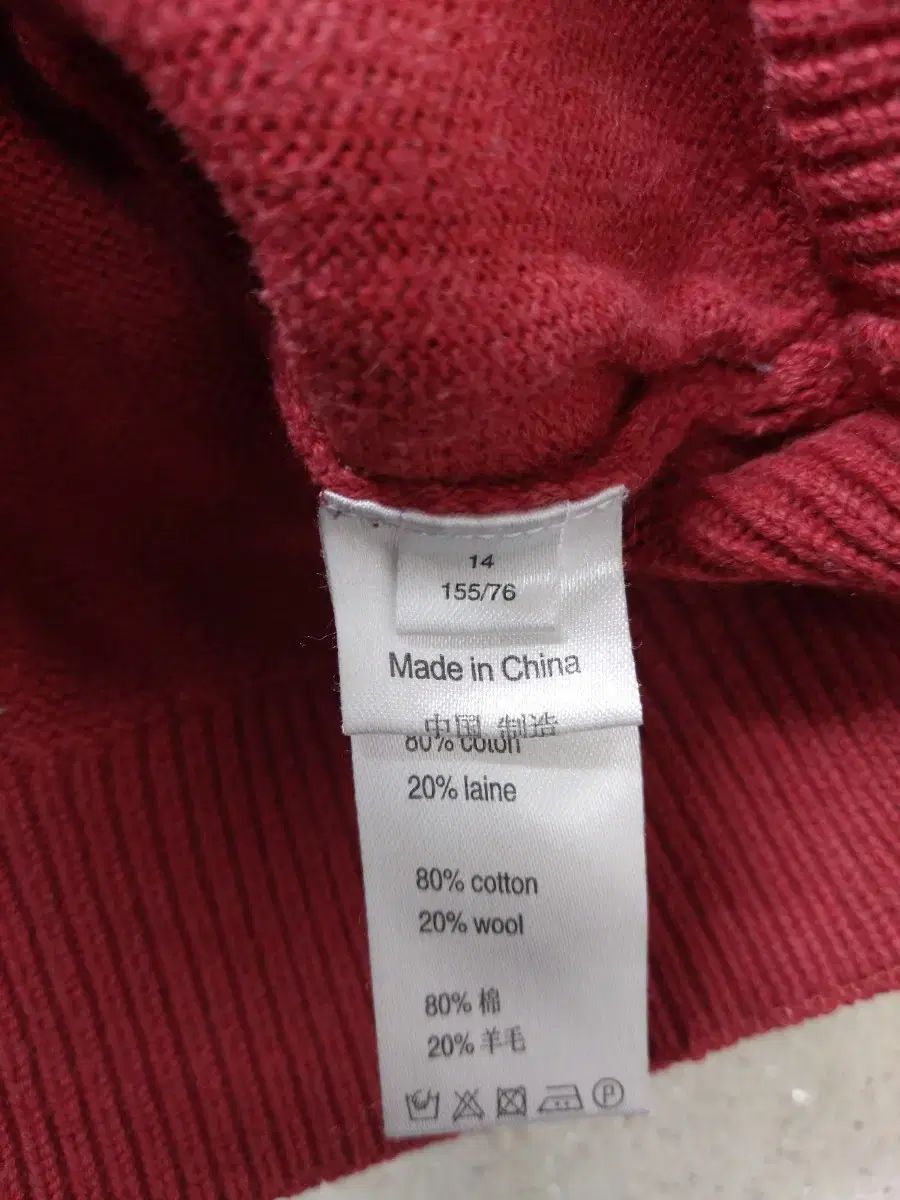 14
155/76
Made in China
中国 制造
80% coton
20% laine
80% cotton
20% wool
80% 棉
20% 羊毛
P